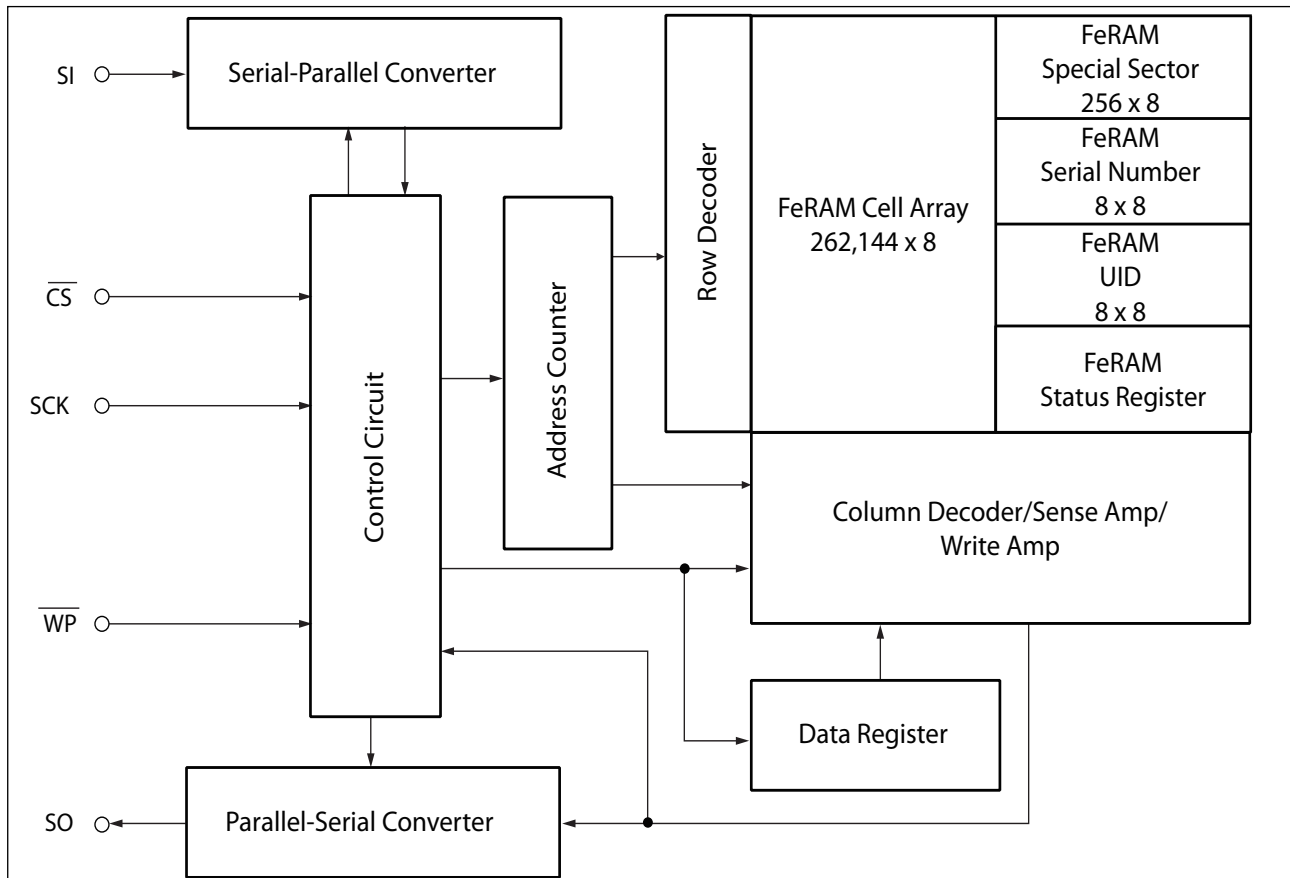 SI
Serial-Parallel Converter
CS
SCK
WP
SO
Control Circuit
Address Counter
Row Decoder
FeRAM Cell Array
262,144 x 8
FeRAM
Special Sector
256 x 8
FeRAM
Serial Number
8 x 8
FeRAM
UID
8 x 8
FeRAM
Status Register
Column Decoder/Sense Amp/
Write Amp
Data Register
Parallel-Serial Converter